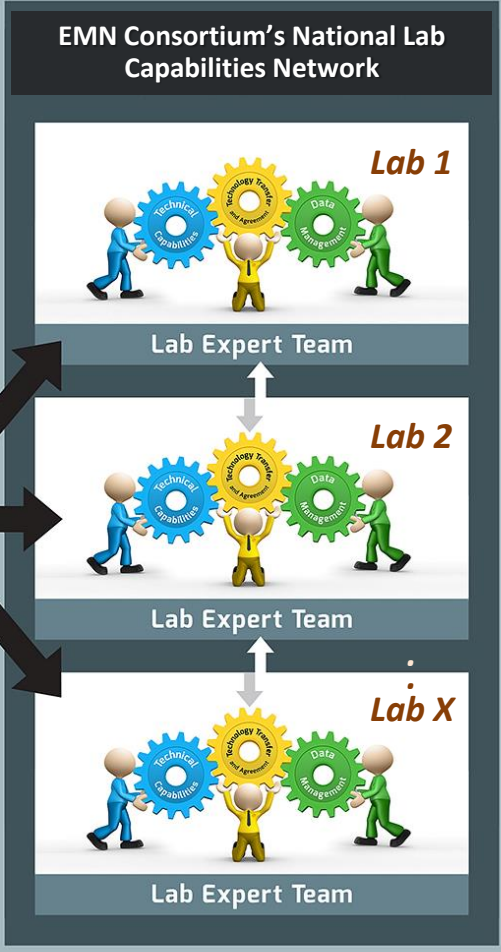 EMN Consortium's National Lab
Capabilities Network
Lab 1
Technical
Capabilities
Technology Transfer
and Agreement
Data
Management
Lab Expert Team
Lab 2
Technical
Capabilities
Technology Transfer
and Agreement
Data
Management
Lab Expert Team
:
Lab X
Technical
Capabilities
Technology Transfer
and Agreement
Data
Management
Lab Expert Team